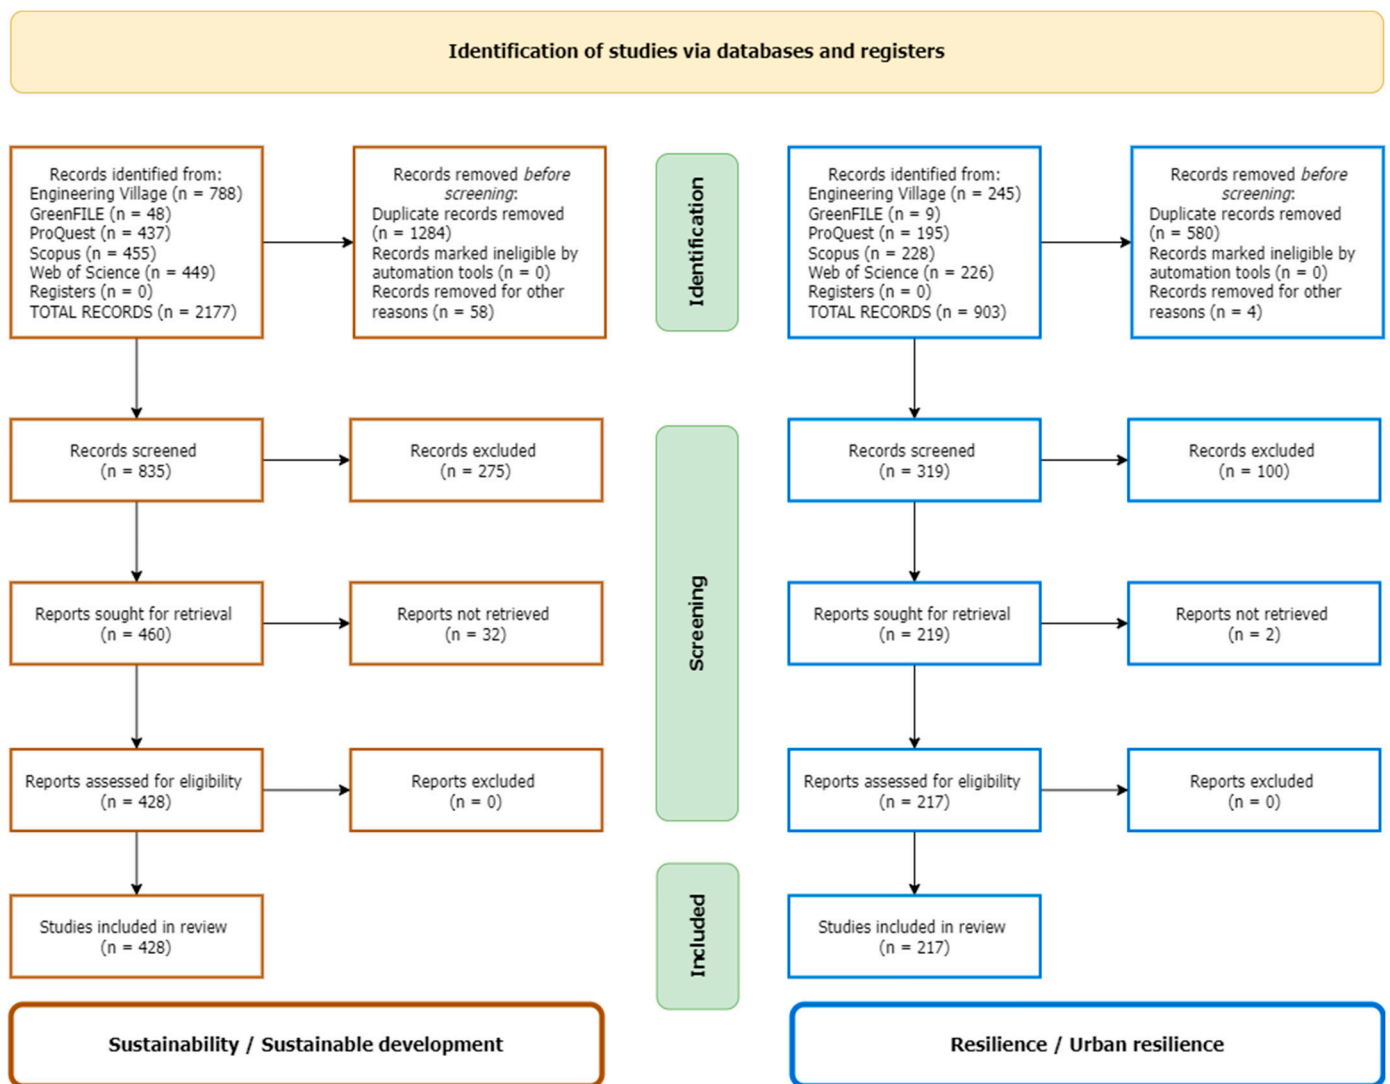 Identification of studies via databases and registers
Records identified from:
Engineering Village (n = 788)
GreenFILE (n = 48)
ProQuest (n = 437)
Scopus (n = 455)
Web of Science (n = 449)
Registers (n = 0)
TOTAL RECORDS (n = 2177)
Records removed before
screening:
Duplicate records removed
(n = 1284)
Records marked ineligible by
automation tools (n = 0)
Records removed for other
reasons (n = 58)
Identification
Records identified from:
Engineering Village (n = 245)
GreenFILE (n = 9)
ProQuest (n = 195)
Scopus (n = 228)
Web of Science (n = 226)
Registers (n = 0)
TOTAL RECORDS (n = 903)
Records removed before
screening:
Duplicate records removed
(n = 580)
Records marked ineligible by
automation tools (n = 0)
Records removed for other
reasons (n = 4)
Records screened
(n = 835)
Records excluded
(n = 275)
Screening
Records screened
(n = 319)
Records excluded
(n = 100)
Reports sought for retrieval
(n = 460)
Reports not retrieved
(n = 32)
Reports sought for retrieval
(n = 219)
Reports not retrieved
(n = 2)
Reports assessed for eligibility
(n = 428)
Reports excluded
(n = 0)
Reports assessed for eligibility
(n = 217)
Reports excluded
(n = 0)
Studies included in review
(n = 428)
Included
Studies included in review
(n = 217)
Sustainability / Sustainable development
Resilience / Urban resilience